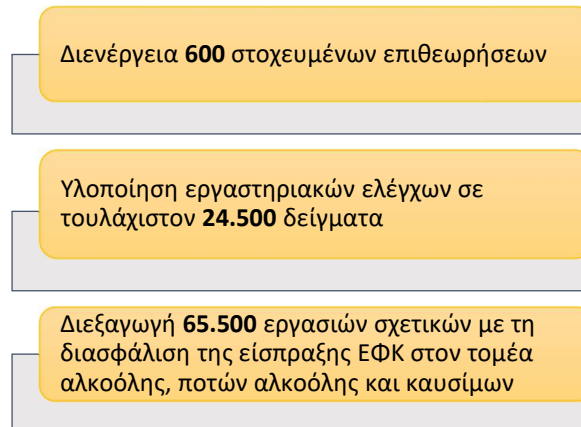 Διενέργεια 600 στοχευμένων επιθεωρήσεων
Υλοποίηση εργαστηριακών ελέγχων σε
τουλάχιστον 24.500 δείγματα
Διεξαγωγή 65.500 εργασιών σχετικών με τη
διασφάλιση της είσπραξης ΕΦΚ στον τομέα
αλκοόλης, ποτών αλκοόλης και καυσίμων